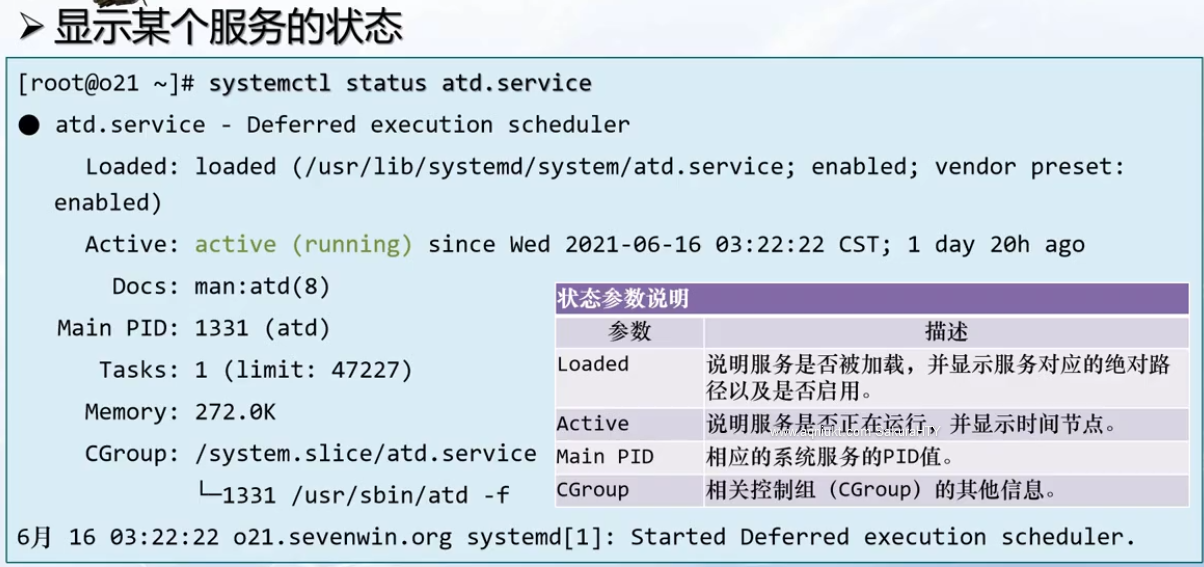 ➢ 显示某个服务的状态
[root@o21 ~]# systemctl status atd.service
● atd.service - Deferred execution scheduler
Loaded: loaded (/usr/lib/systemd/system/atd.service; enabled; vendor preset:
enabled)
Active: active (running) since Wed 2021-06-16 03:22:22 CST; 1 day 20h ago
Docs: man:atd(8)
Main PID: 1331 (atd)
Tasks: 1 (limit: 47227)
Memory: 272.0K
CGroup: /system.slice/atd.service
└─1331 /usr/sbin/atd -f
6月 16 03:22:22 o21.sevenwin.org systemd[1]: Started Deferred execution scheduler.
状态参数说明
参数 描述
Loaded 说明服务是否被加载，并显示服务对应的绝对路
径以及是否启用。
Active 说明服务是否正在运行，并显示时间节点。
Main PID 相应的系统服务的PID值。
CGroup 相关控制组（CGroup）的其他信息。